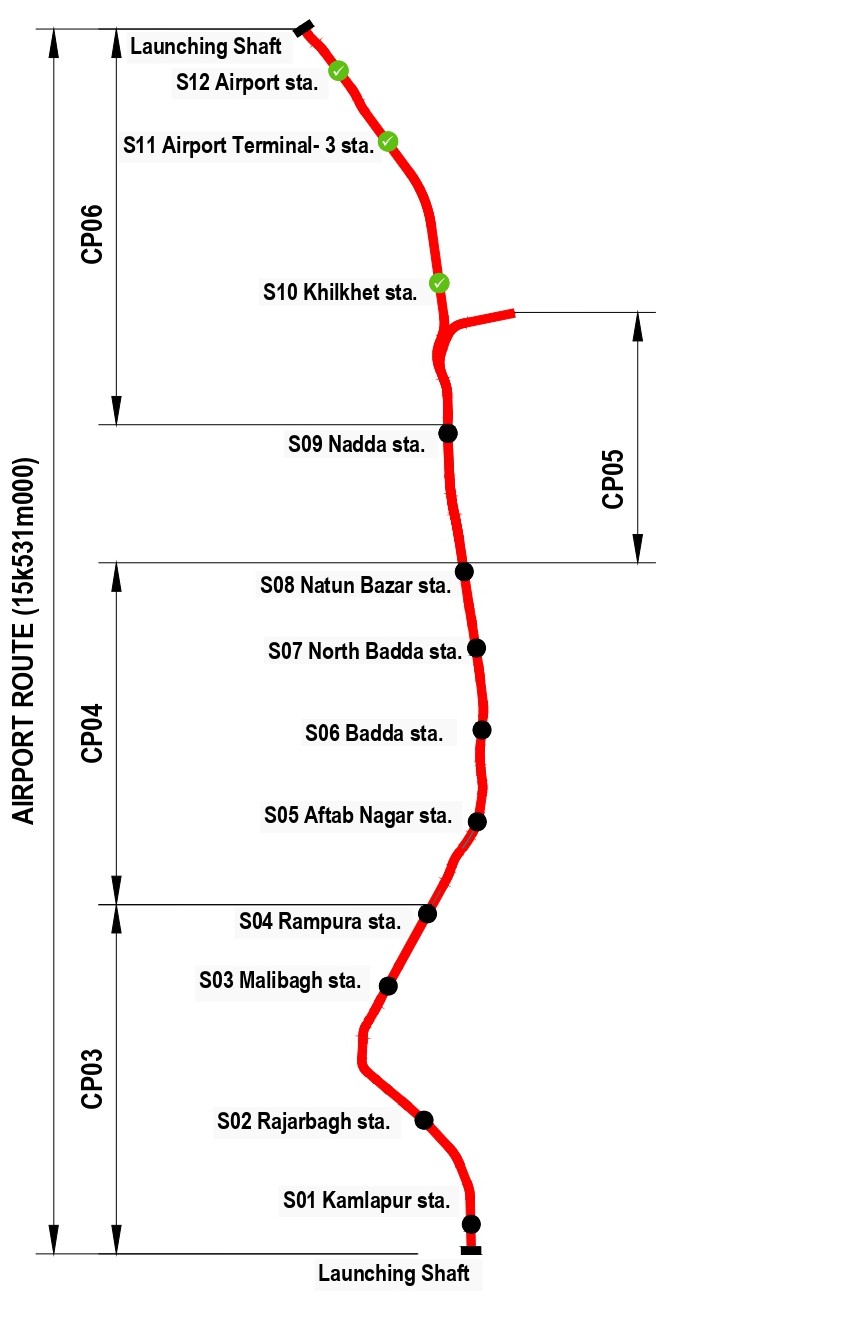 Launching Shaft
S12 Airport sta.
S11 Airport Terminal- 3 sta.
CP06
S10 Khilkhet sta.
S09 Nadda sta.
CP05
AIRPORT ROUTE (15k531m000)
S08 Natun Bazar sta.
S07 North Badda sta.
CP04
S06 Badda sta.
S05 Aftab Nagar sta.
S04 Rampura sta.
S03 Malibagh sta.
CP03
S02 Rajarbagh sta.
S01 Kamlapur sta.
Launching Shaft